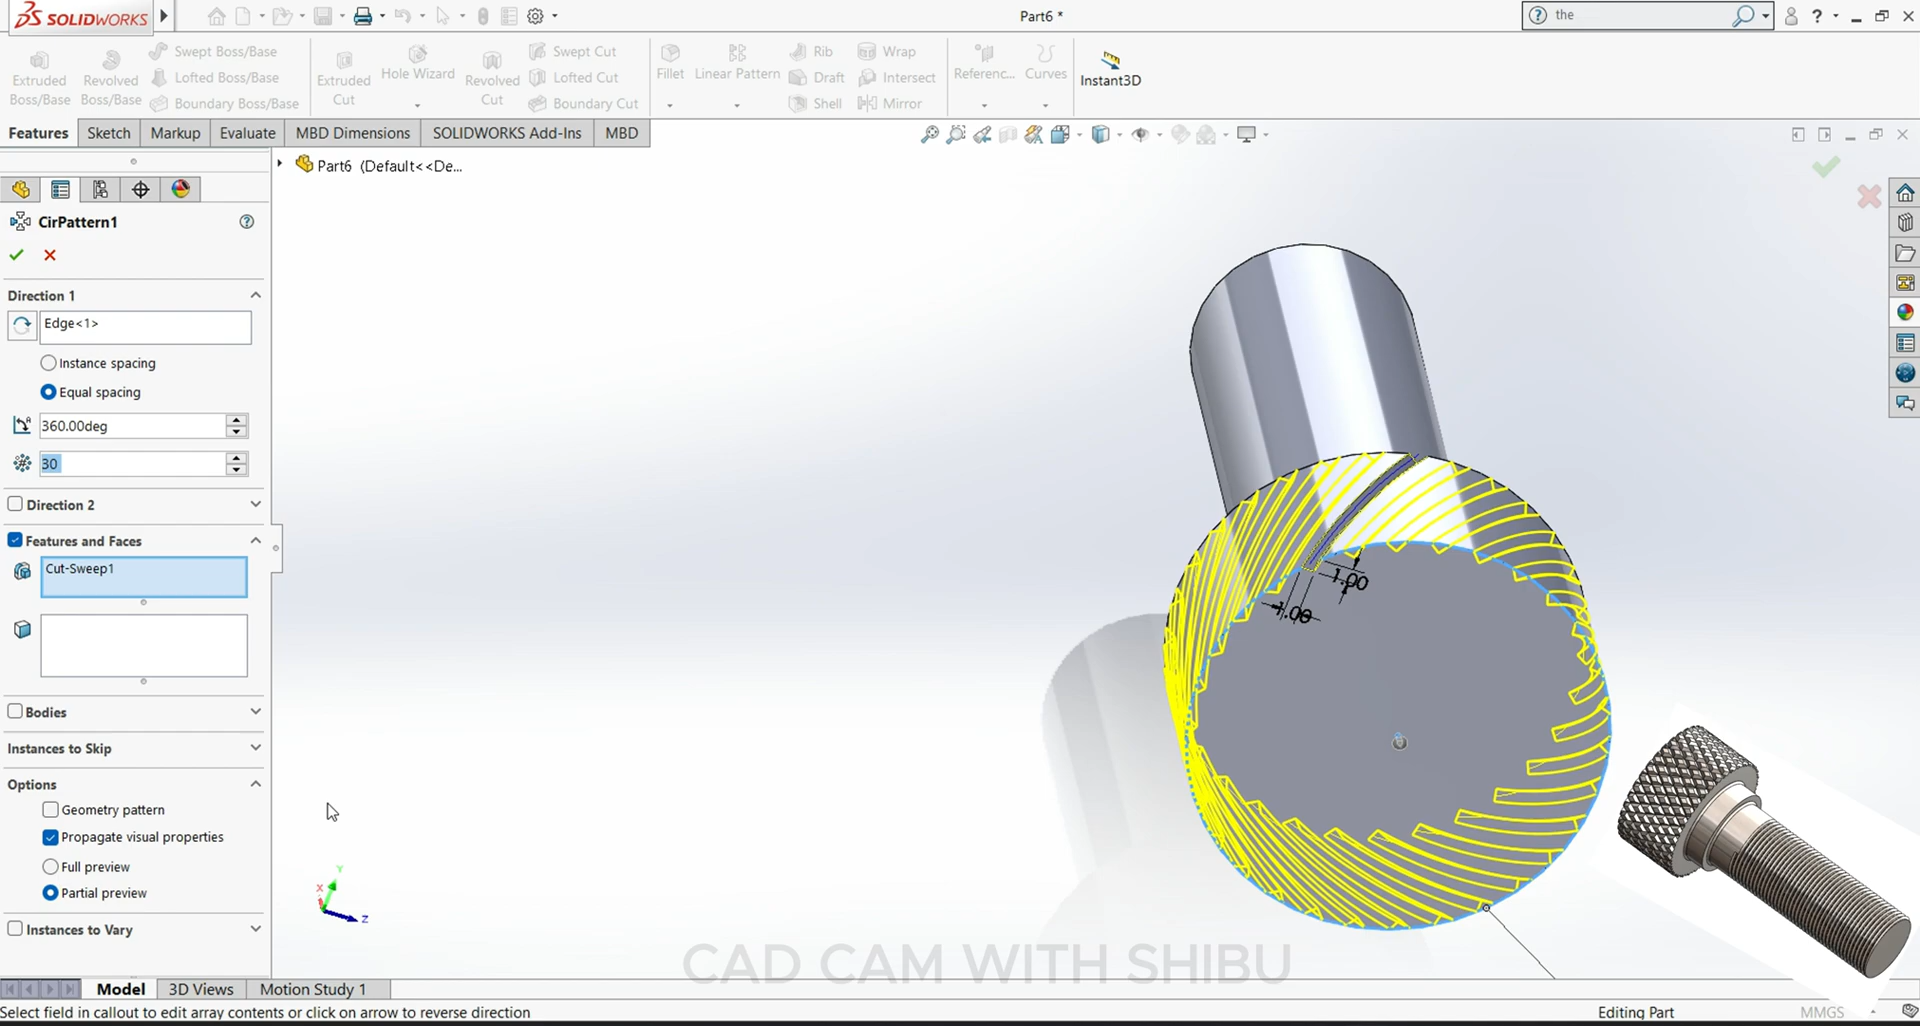 SOLIDWORKS
Part6 *
the
Extruded Boss/Base
Revolved Boss/Base
Swept Boss/Base
Lofted Boss/Base
Boundary Boss/Base
Extruded Cut
Hole Wizard
Revolved Cut
Swept Cut
Lofted Cut
Boundary Cut
Fillet
Linear Pattern
Rib
Draft
Shell
Wrap
Intersect
Mirror
Referenc...
Curves
Instant3D
Features
Sketch
Markup
Evaluate
MBD Dimensions
SOLIDWORKS Add-Ins
MBD
Part6 (Default<<De...
CirPattern1
Direction 1
Edge<1>
Instance spacing
Equal spacing
360.00deg
30
Direction 2
Features and Faces
Cut-Sweep1
Bodies
Instances to Skip
Options
Geometry pattern
Propagate visual properties
Full preview
Partial preview
Instances to Vary
1.00
1.00
Y
X
Z
CAD CAM WITH SHIBU
Model
3D Views
Motion Study 1
Select field in callout to edit array contents or click on arrow to reverse direction
Editing Part
MMGS